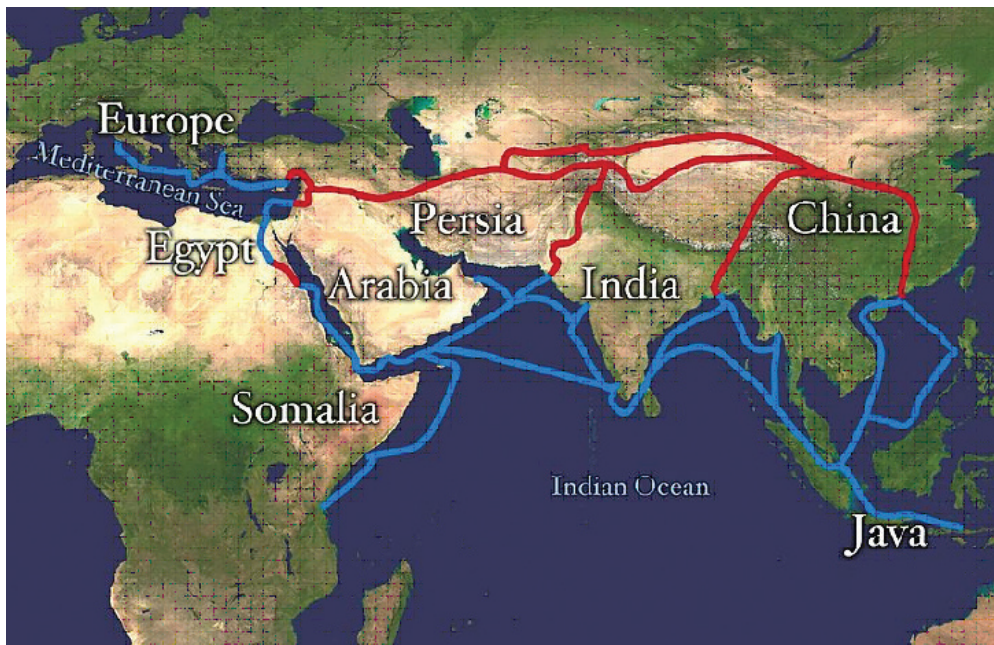 Europe
Mediterranean Sea
Egypt
Persia
China
Arabia
India
Somalia
Indian Ocean
Java